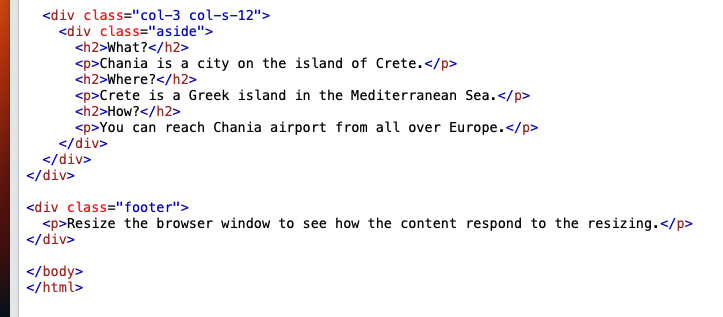 <div class="col-3 col-s-12">
<div class="aside">
<h2>What?</h2>
<p>Chania is a city on the island of Crete.</p>
<h2>Where?</h2>
<p>Crete is a Greek island in the Mediterranean Sea.</p>
<h2>How?</h2>
<p>You can reach Chania airport from all over Europe.</p>
</div>
</div>
</div>
<div class="footer">
<p>Resize the browser window to see how the content respond to the resizing.</p>
</div>
</body>
</html>